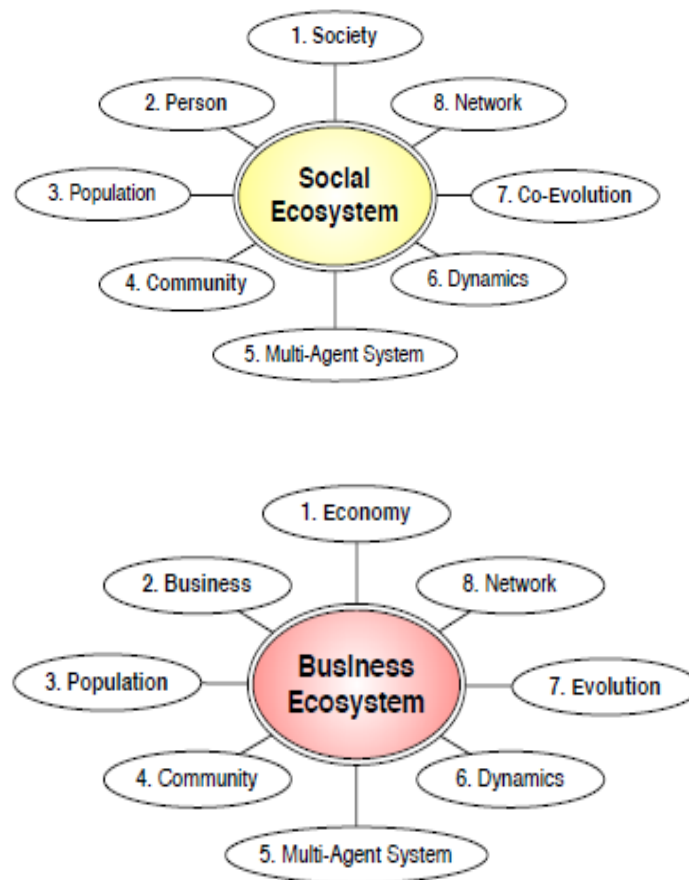 1. Society
2. Person
8. Network
Social
Ecosystem
3. Population
7. Co-Evolution
4. Community
6. Dynamics
5. Multi-Agent System
1. Economy
2. Business
8. Network
Business
Ecosystem
3. Population
7. Evolution
4. Community
6. Dynamics
5. Multi-Agent System